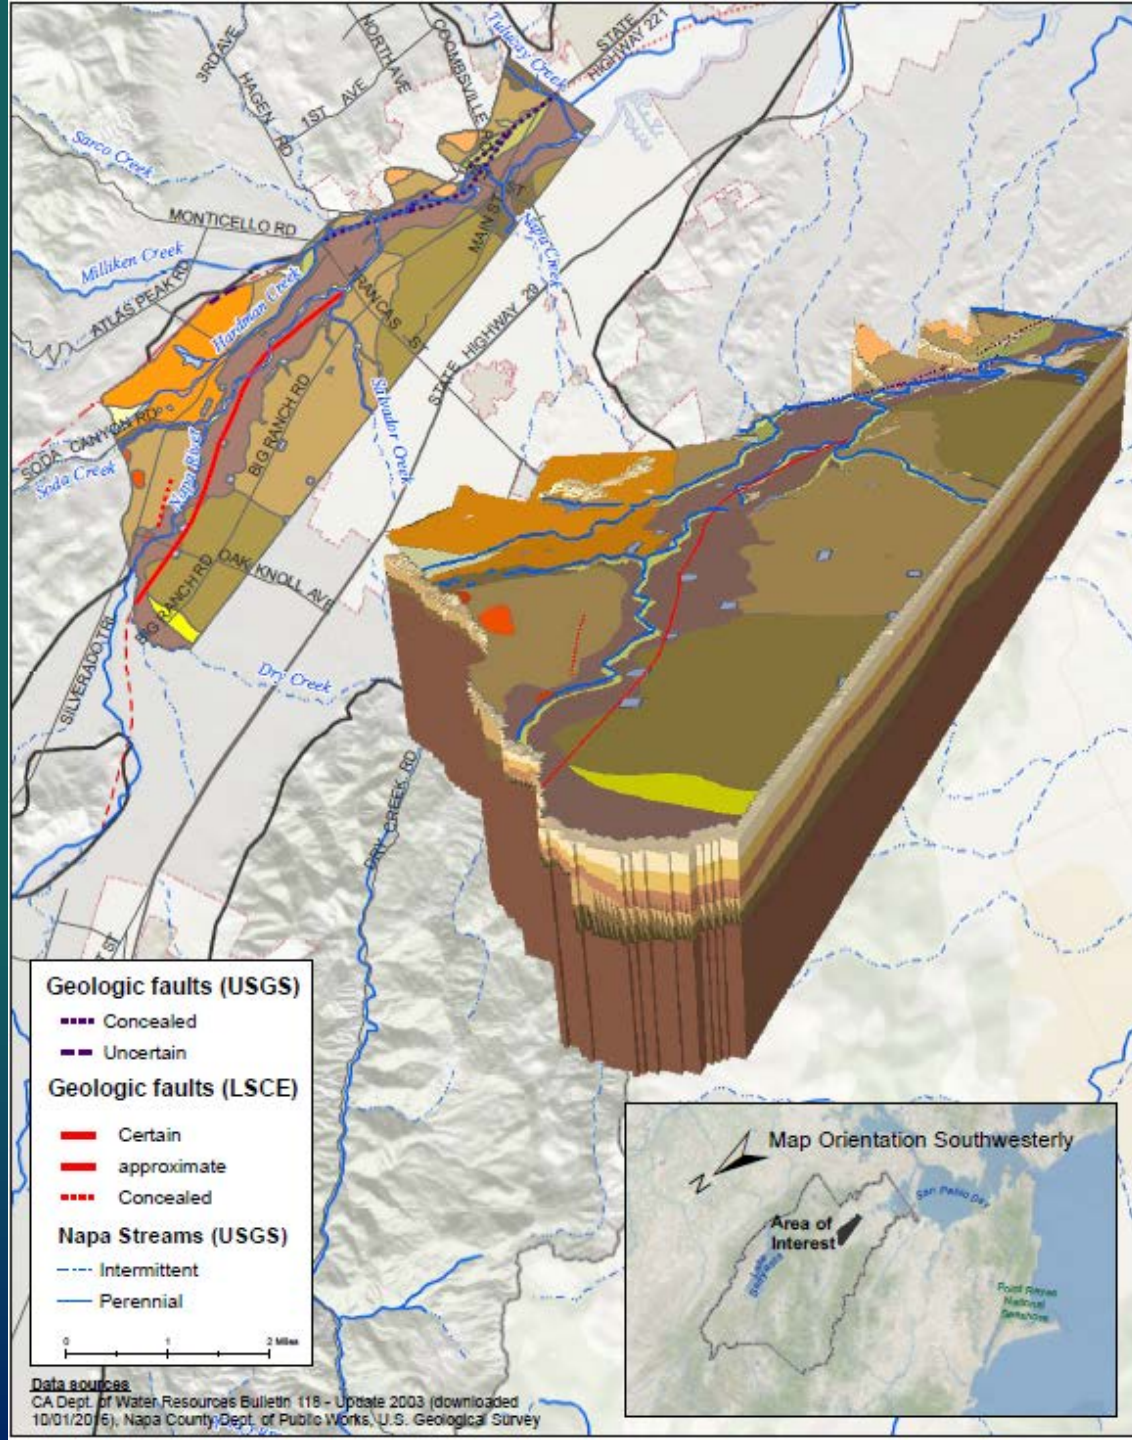 Tulucay Creek
STATE
HIGHWAY 221
3RD AVE
NORTH AVE
COOMBSVILLE
HAGEN RD
1ST AVE
Sarco Creek
ST
MAIN ST
MONTICELLO RD
Napa Creek
Milliken Creek
ATLAS PEAK RD
Hardman Creek
TRANCAS ST
STATE HIGHWAY 29
Salvador Creek
BIG RANCH RD
SODA CANYON RD
Soda Creek
Napa River
OAK KNOLL AVE
BIG RANCH RD
SILVERADO TRL
Dry Creek
DRY CREEK RD
ST
Geologic faults (USGS)
Concealed
Uncertain
Geologic faults (LSCE)
Certain
approximate
Concealed
Napa Streams (USGS)
Intermittent
Perennial
0 1 2 Miles
Map Orientation Southwesterly
N
San Pablo Bay
Area of
Interest
Point Reyes
National
Seashore
Data sources
CA Dept. of Water Resources Bulletin 118 - Update 2003 (downloaded
10/01/2016), Napa County Dept. of Public Works, U.S. Geological Survey